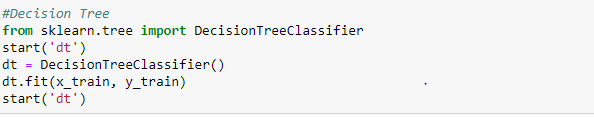 #Decision Tree
from sklearn.tree import DecisionTreeClassifier
start('dt')
dt = DecisionTreeClassifier()
dt.fit(x_train, y_train)
start('dt')